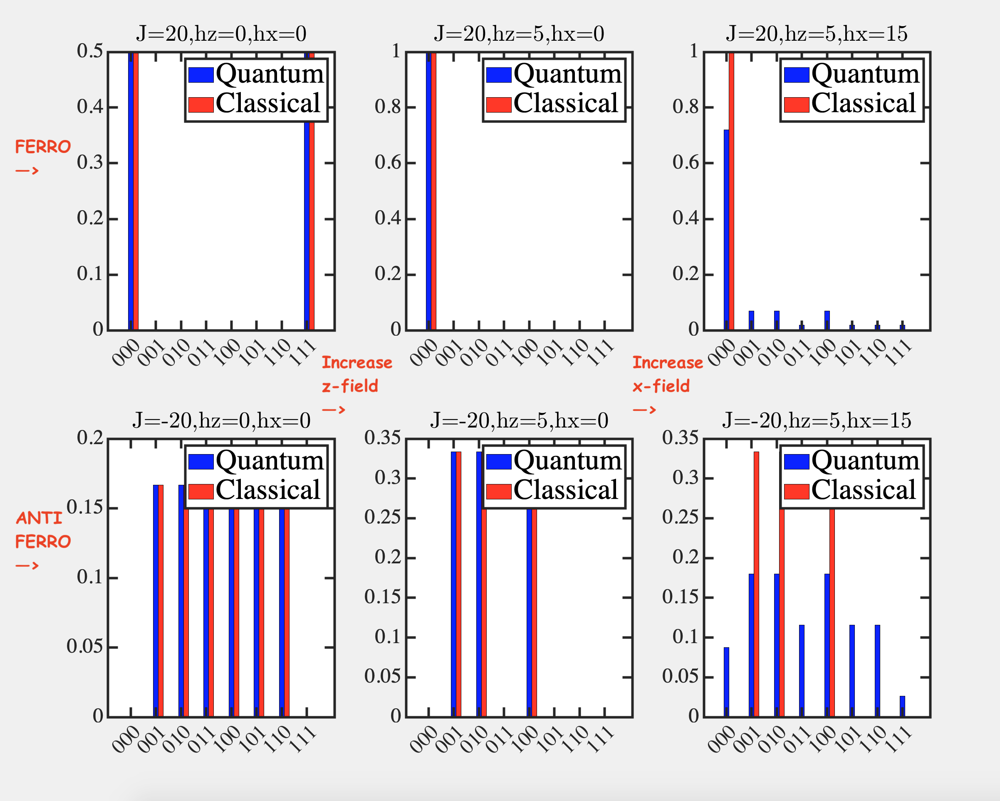 J=20,hz=0,hx=0
0.5
0.4
0.3
0.2
0.1
0
Quantum
Classical
000 001 010 011 100 101 110 111
J=20,hz=5,hx=0
1
0.8
0.6
0.4
0.2
0
Quantum
Classical
000 001 010 011 100 101 110 111
J=20,hz=5,hx=15
1
0.8
0.6
0.4
0.2
0
Quantum
Classical
000 001 010 011 100 101 110 111
FERRO
-->
Increase
z-field
-->
Increase
x-field
-->
J=-20,hz=0,hx=0
0.2
0.15
0.1
0.05
0
Quantum
Classical
000 001 010 011 100 101 110 111
J=-20,hz=5,hx=0
0.35
0.3
0.25
0.2
0.15
0.1
0.05
0
Quantum
Classical
000 001 010 011 100 101 110 111
J=-20,hz=5,hx=15
0.35
0.3
0.25
0.2
0.15
0.1
0.05
0
Quantum
Classical
000 001 010 011 100 101 110 111
ANTI
FERRO
-->